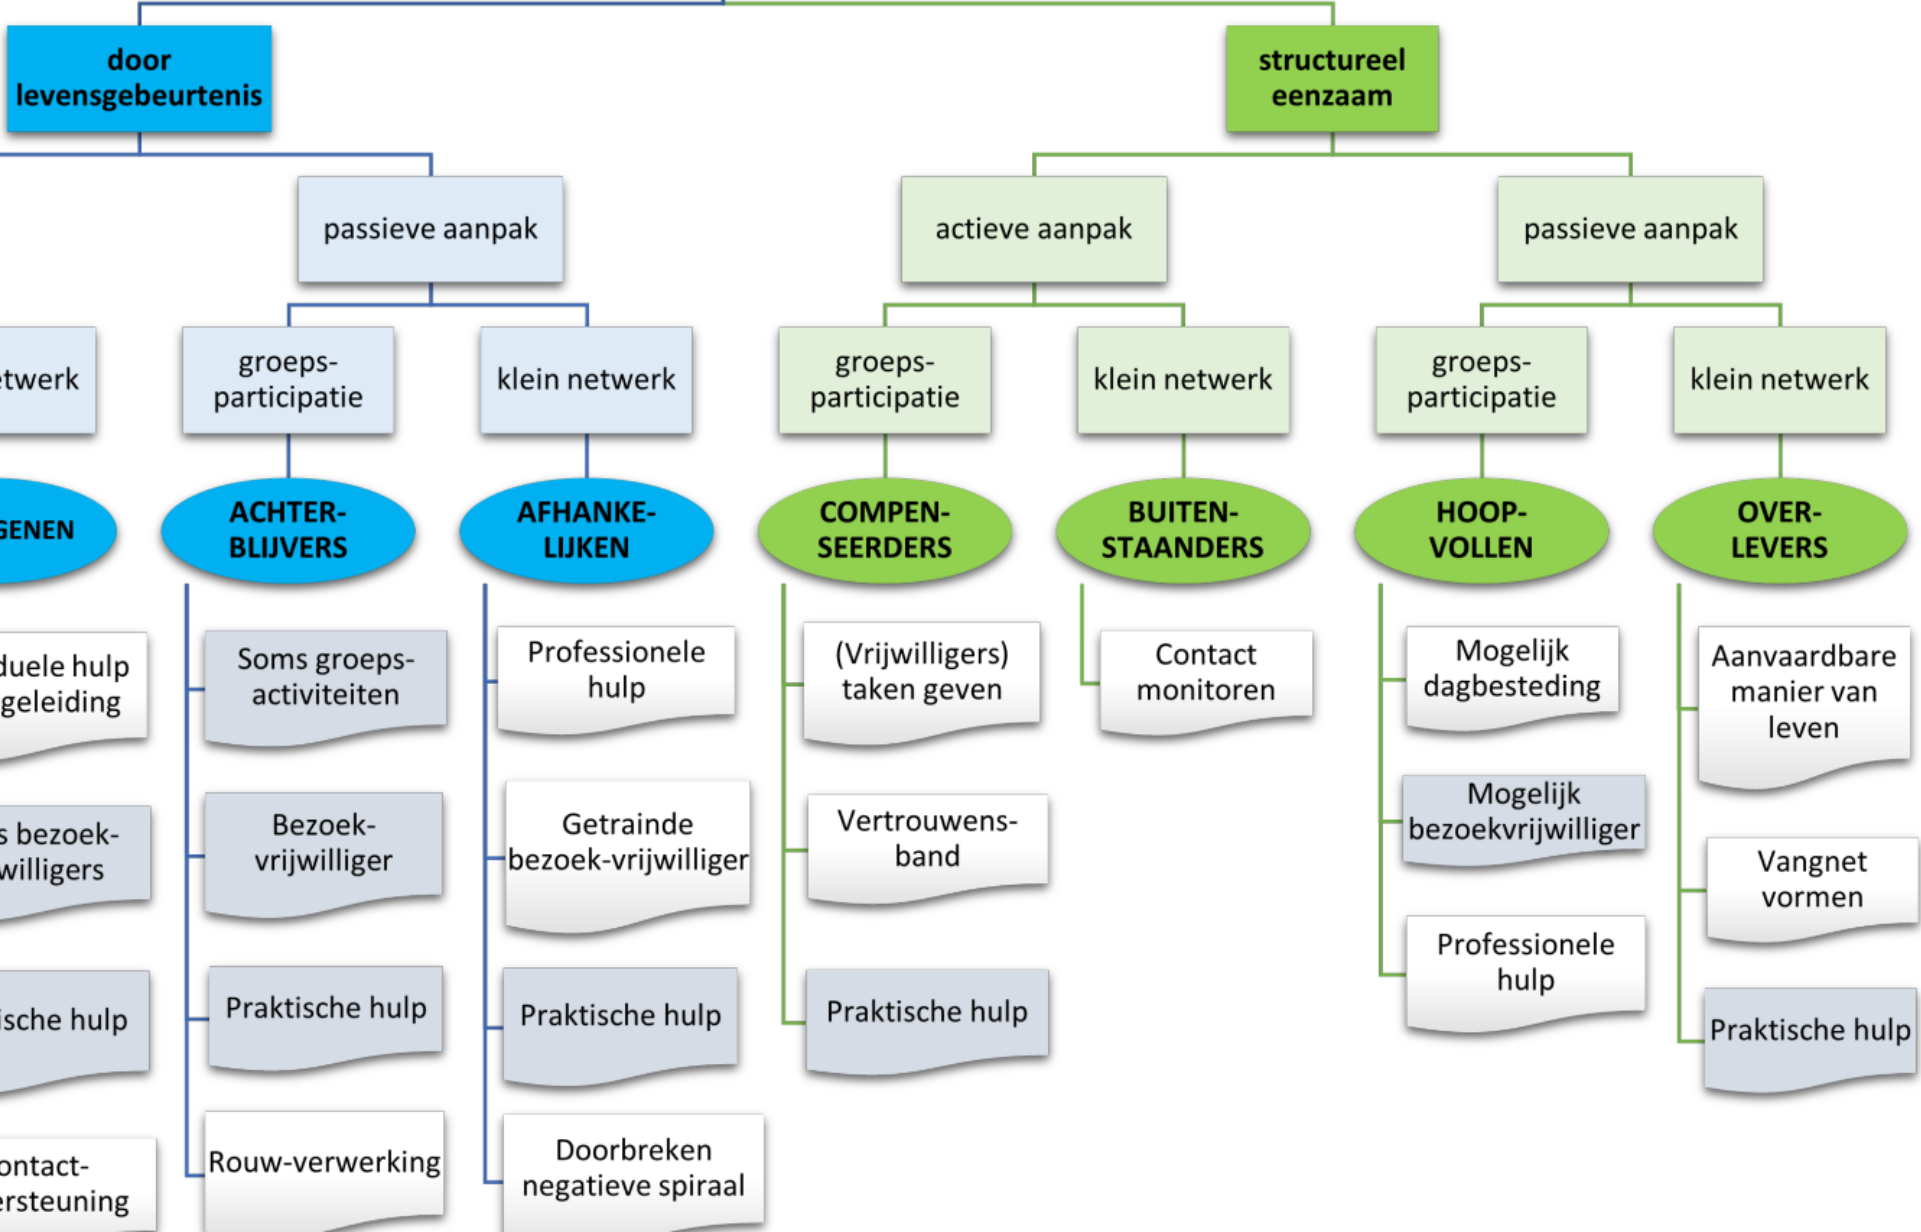 door
levensgebeurtenis
structureel
eenzaam
passieve aanpak
actieve aanpak
passieve aanpak
groeps-
participatie
klein netwerk
groeps-
participatie
klein netwerk
groeps-
participatie
klein netwerk
ACHTER-
BLIJVERS
AFHANKE-
LIJKEN
COMPEN-
SEERDERS
BUITEN-
STAANDERS
HOOP-
VOLLEN
OVER-
LEVERS
hulp
Soms groeps-
activiteiten
Professionele
hulp
(Vrijwilligers)
taken geven
Contact
monitoren
Mogelijk
dagbesteding
Aanvaardbare
manier van
leven
bezoek-
Bezoek-
vrijwilliger
Getrainde
bezoek-vrijwilliger
Vertrouwens-
band
Mogelijk
bezoekvrijwilliger
Vangnet
vormen
hulp
Praktische hulp
Praktische hulp
Praktische hulp
Professionele
hulp
Praktische hulp
Rouw-verwerking
Doorbreken
negatieve spiraal